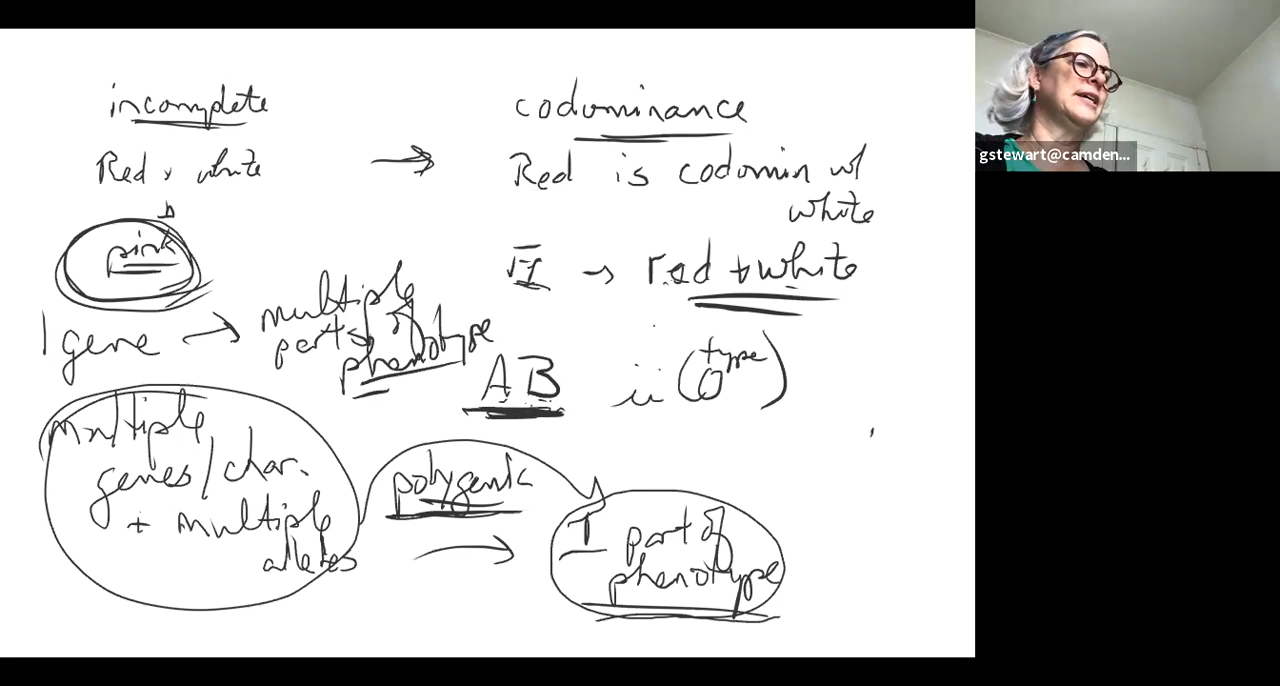 incomplete
Red x white
pink
1 gene → multiple
parts of
phenotype
multiple
genes/char.
+ multiple
alleles
polygenic
→
codominance
Red is codomin w/
white
F1 → red + white
AB ii (O type)
1 part of
phenotype
gstewart@camden...